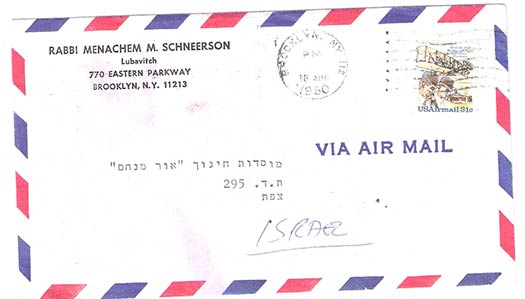 RABBI MENACHEM M. SCHNEERSON
Lubavitch
770 EASTERN PARKWAY
BROOKLYN, N.Y. 11213
BROOKLYN, NY 112
PM
18 AUG
1980
USAirmail 31c
VIA AIR MAIL
מוסדות חינוך "אור מנחם"
ת.ד. 295
צפת
ISRAEL